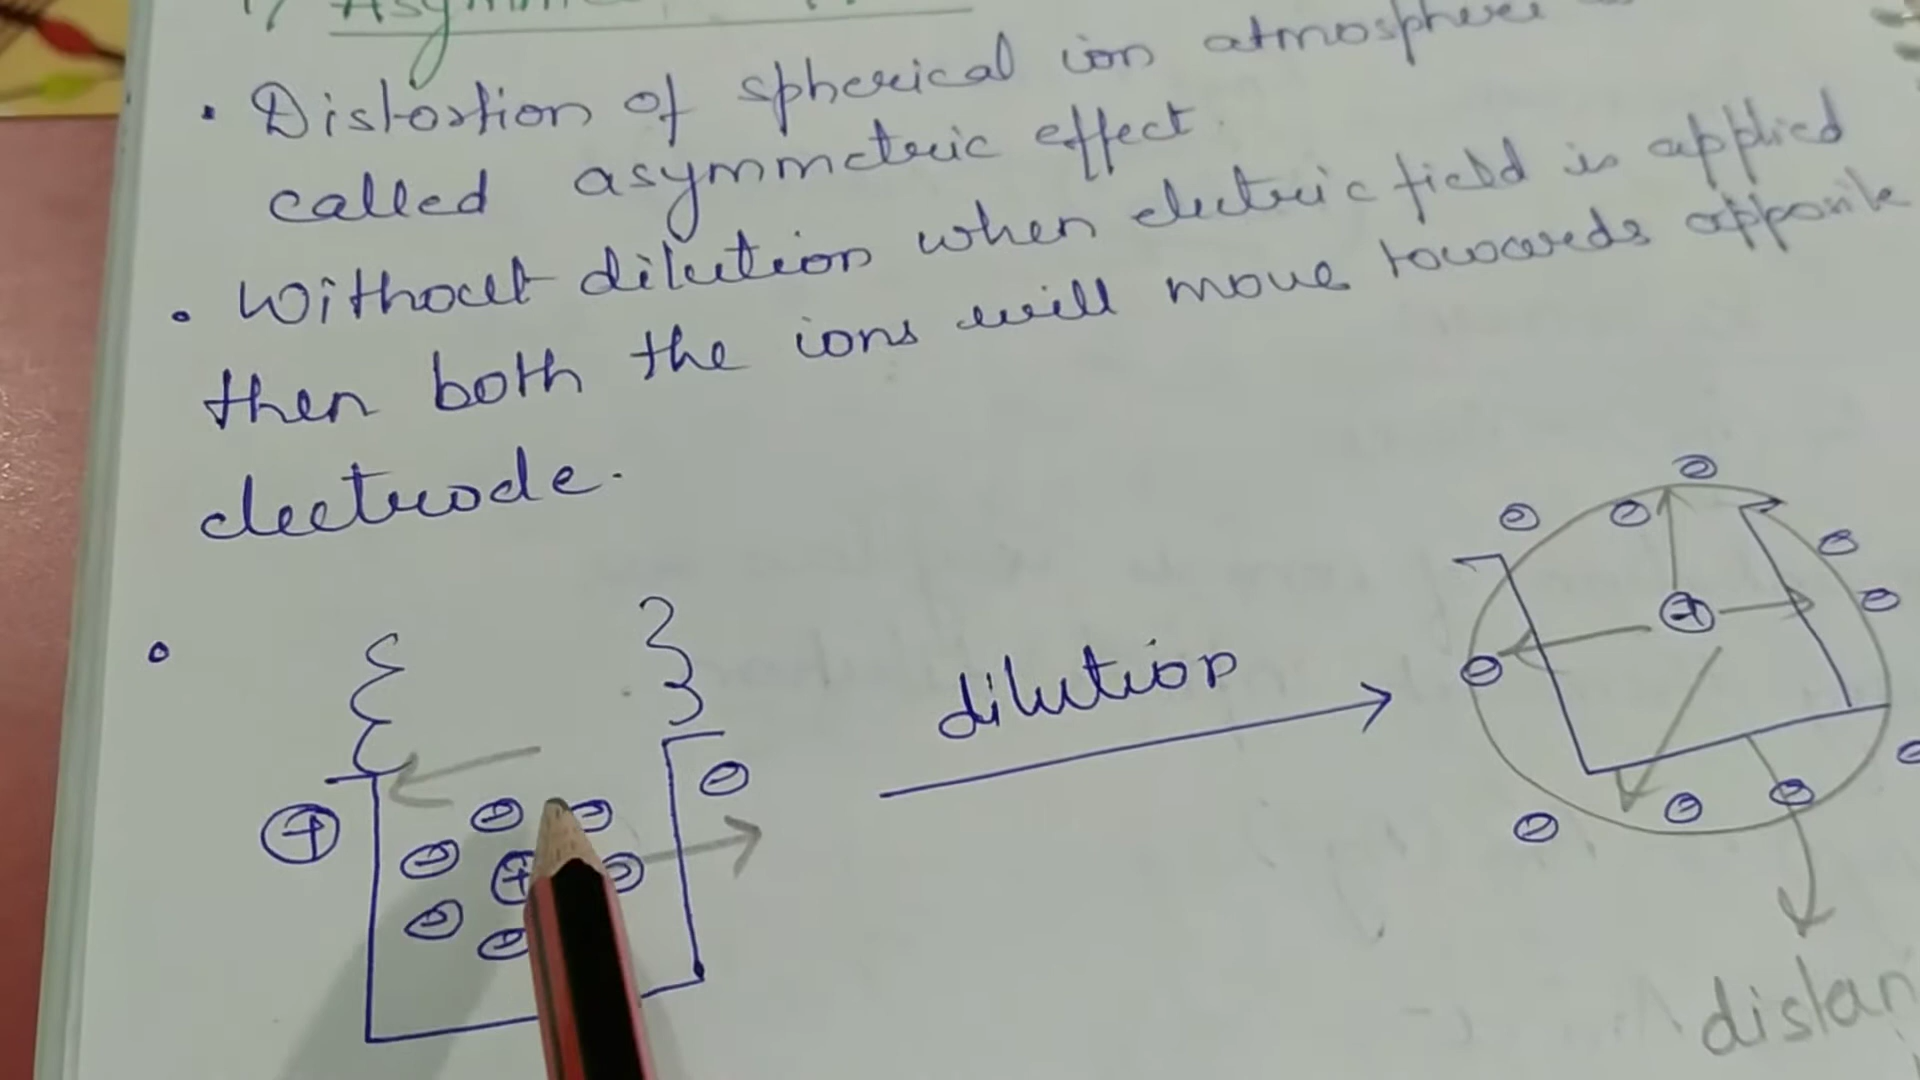 • Distortion of spherical ion atmosphere
called asymmetric effect.
• Without dilution when electric field is applied
then both the ions will move towards opposite
electrode.
dilution
distan